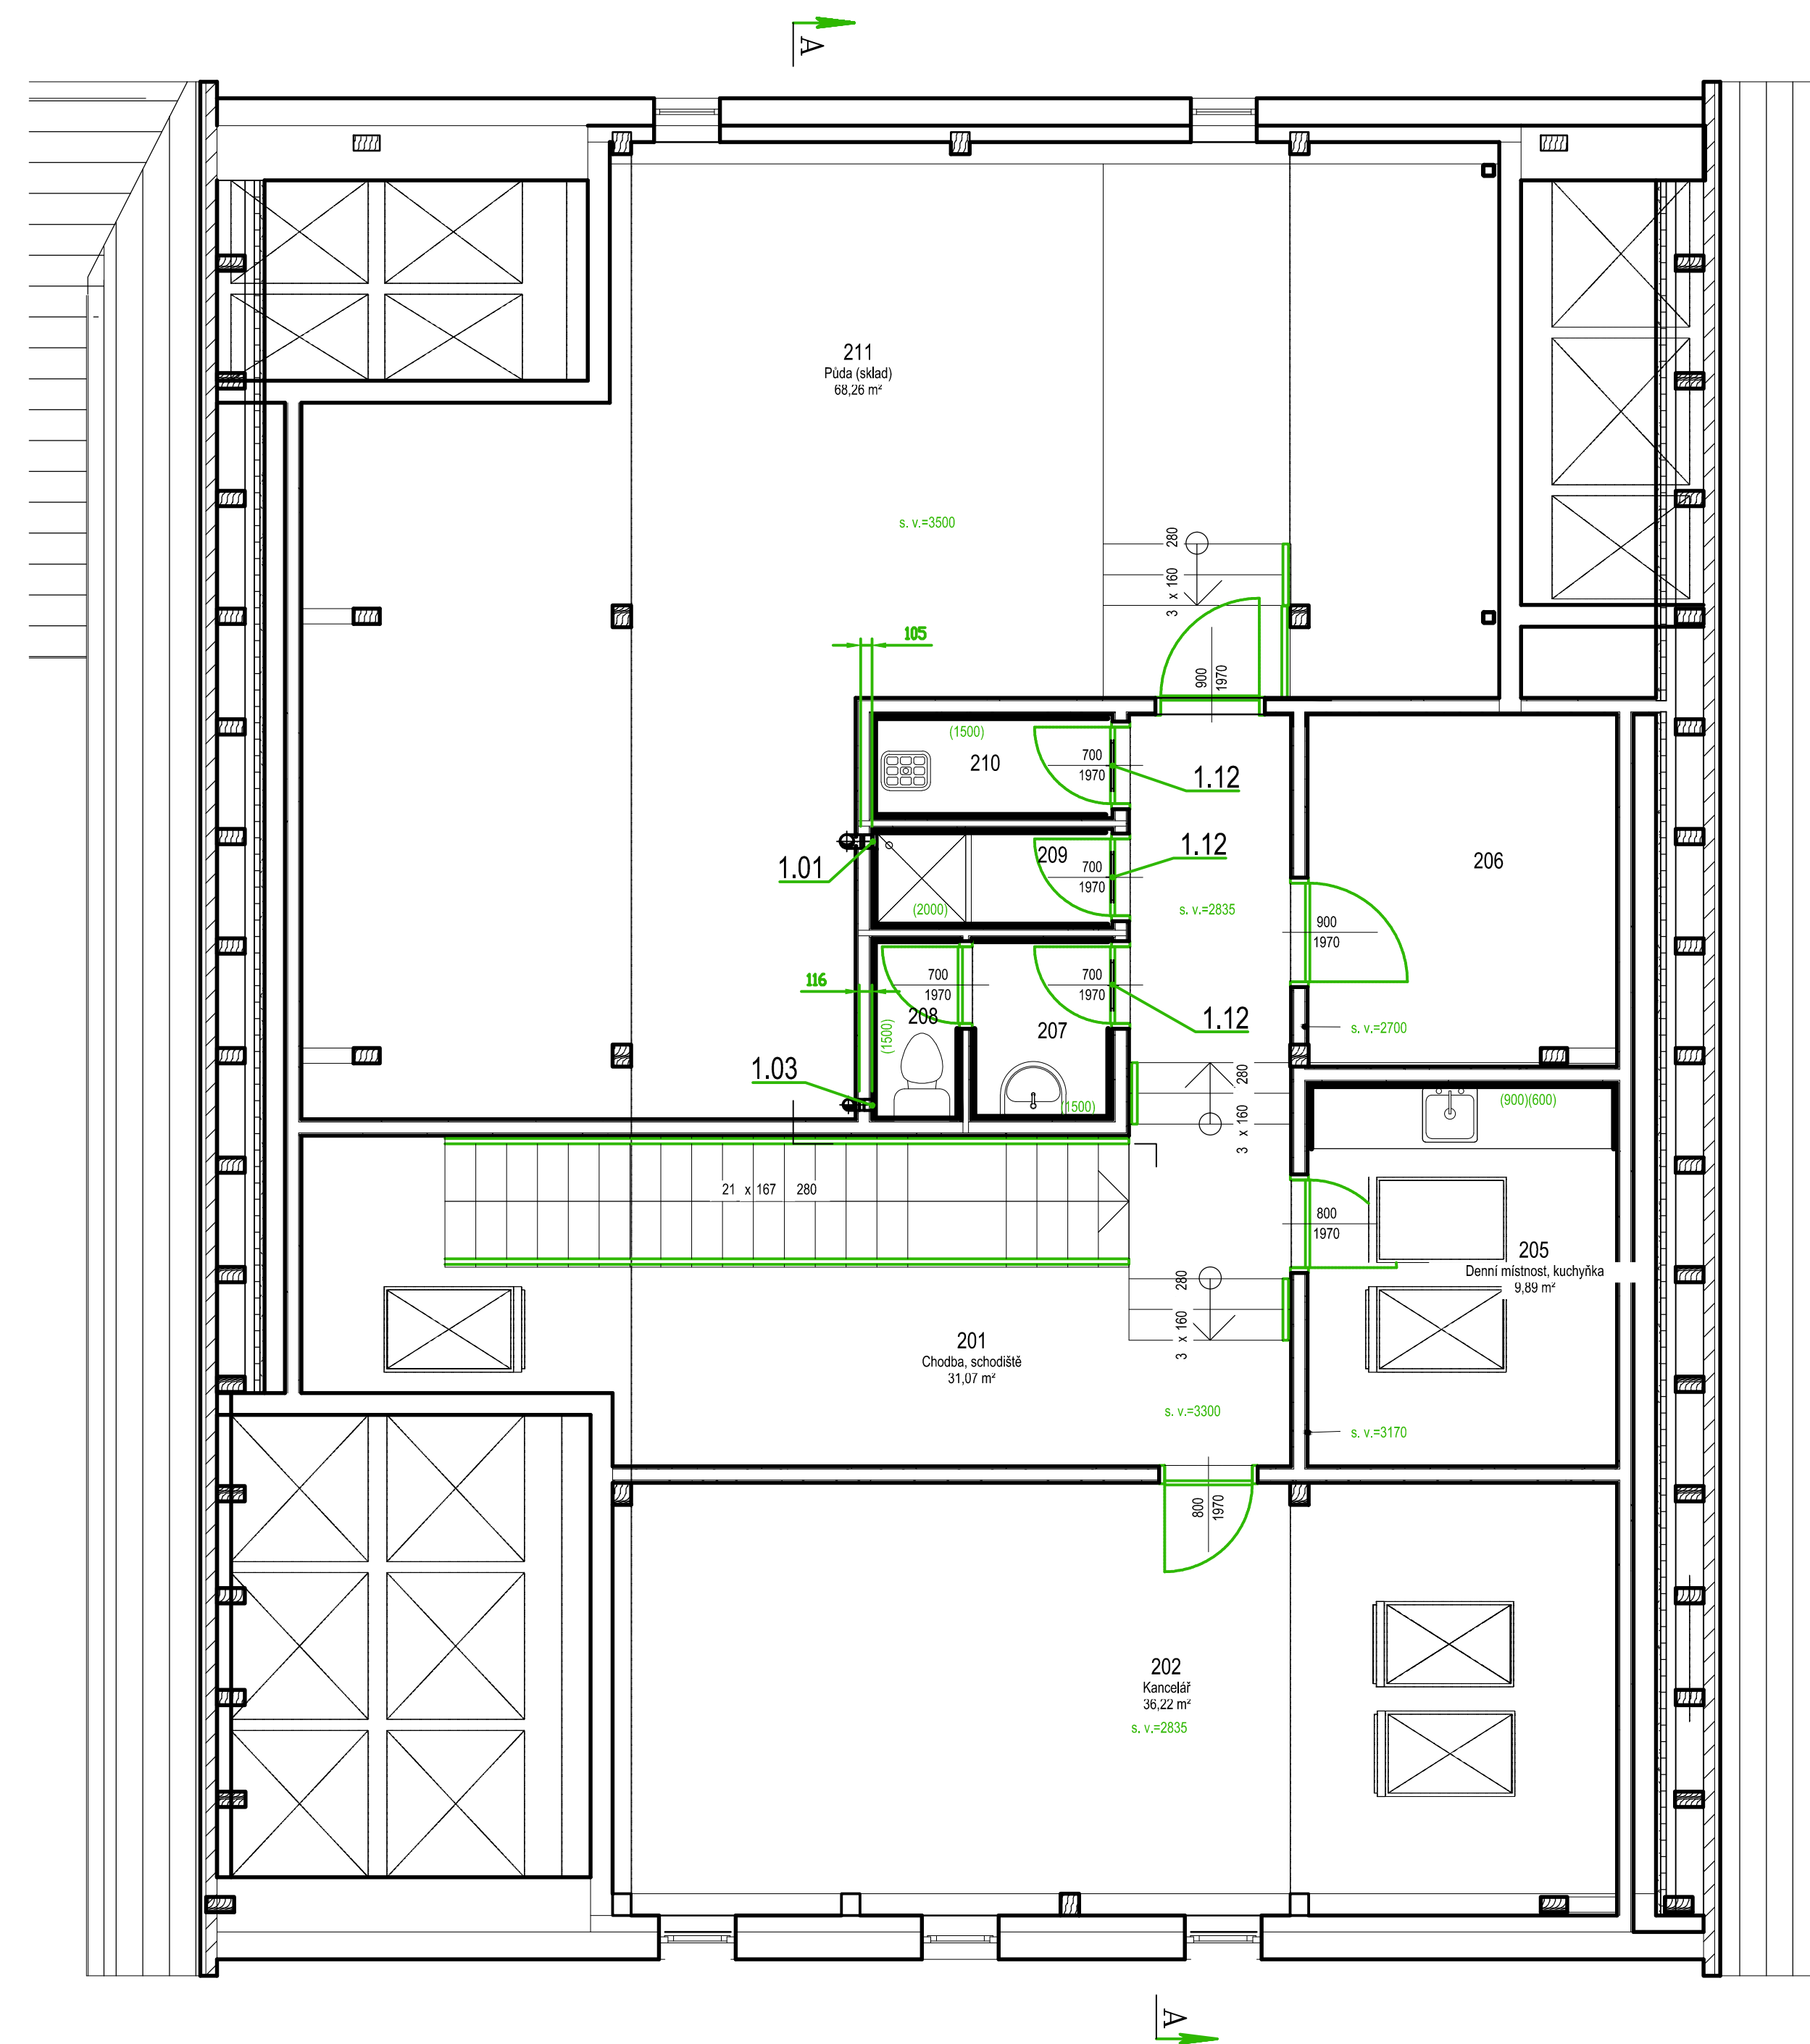 A
211
Půda (sklad)
68,26 m²
s. v.=3500
280
3 x 160
105
900
1970
(1500)
210
700
1970
1.12
1.01
209
700
1970
1.12
(2000)
s. v.=2835
206
900
1970
116
700
1970
700
1970
208
207
(1500)
1.12
s. v.=2700
1.03
(1500)
280
3 x 160
(900)(600)
21 x 167 280
800
1970
205
Denní místnost, kuchyňka
9,89 m²
280
3 x 160
201
Chodba, schodiště
31,07 m²
s. v.=3300
s. v.=3170
800
1970
202
Kancelář
36,22 m²
s. v.=2835
A